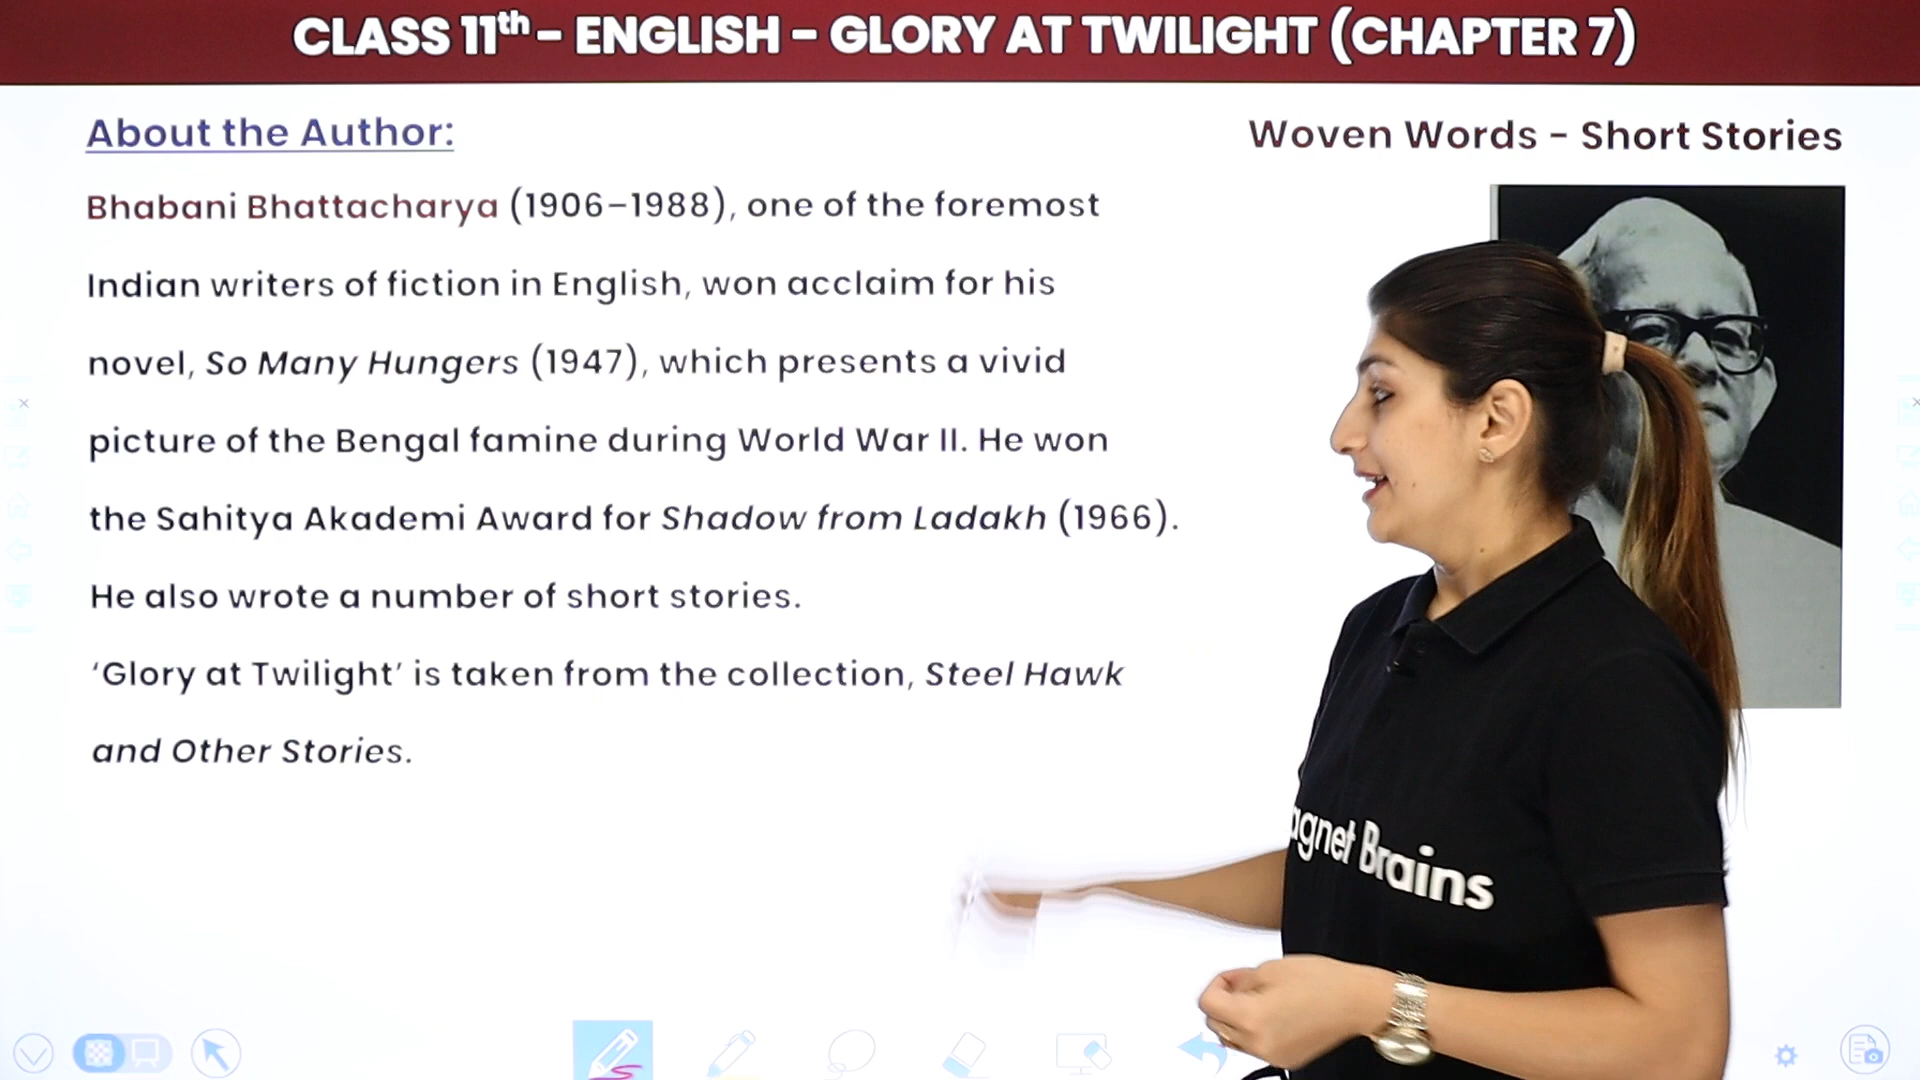 CLASS 11th - ENGLISH - GLORY AT TWILIGHT (CHAPTER 7)
About the Author:
Woven Words - Short Stories
Bhabani Bhattacharya (1906–1988), one of the foremost
Indian writers of fiction in English, won acclaim for his
novel, So Many Hungers (1947), which presents a vivid
picture of the Bengal famine during World War II. He won
the Sahitya Akademi Award for Shadow from Ladakh (1966).
He also wrote a number of short stories.
‘Glory at Twilight’ is taken from the collection, Steel Hawk
and Other Stories.
agnet Brains